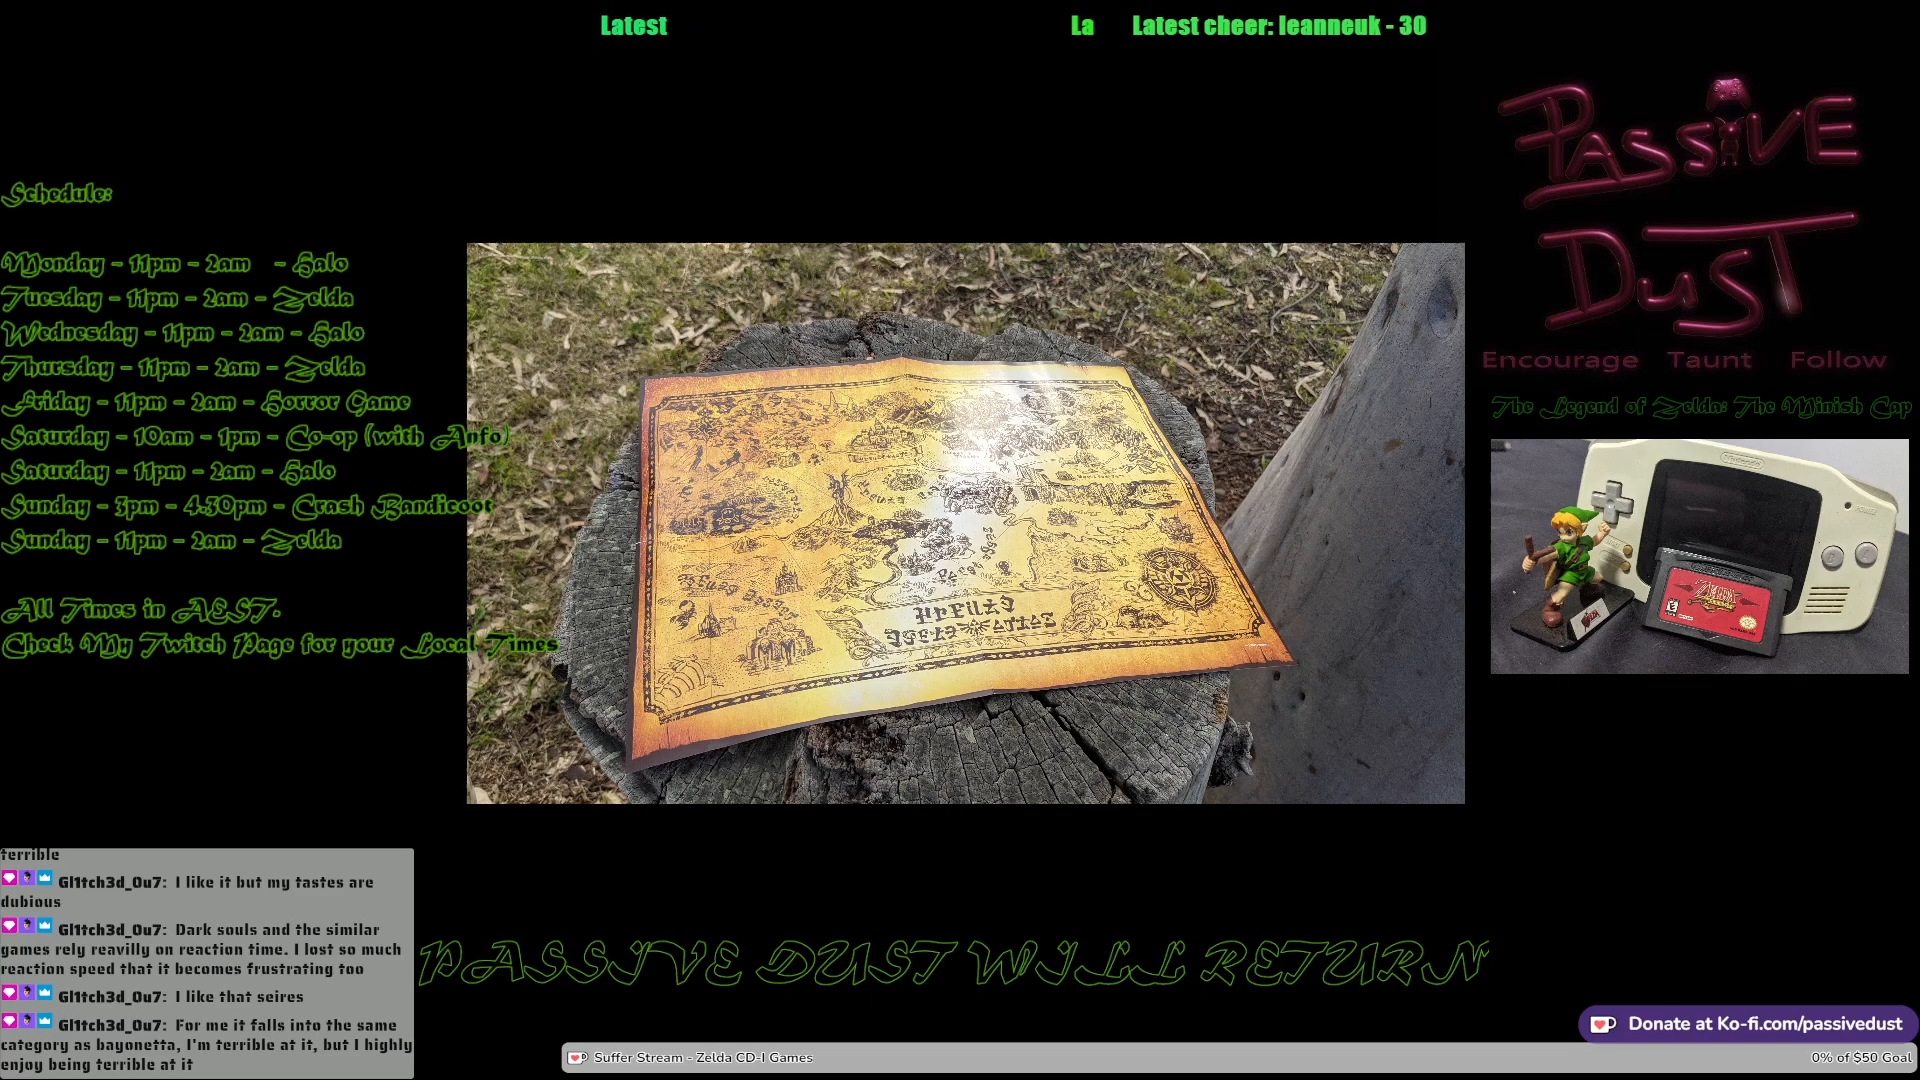 Latest
La
Latest cheer: leanneuk - 30
PASSIVE
DUST
Encourage Taunt Follow
The Legend of Zelda: The Minish Cap
Schedule:
Monday - 11pm - 2am - Halo
Tuesday - 11pm - 2am - Zelda
Wednesday - 11pm - 2am - Halo
Thursday - 11pm - 2am - Zelda
Friday - 11pm - 2am - Horror Game
Saturday - 10am - 1pm - Co-op (with Anfo)
Saturday - 11pm - 2am - Halo
Sunday - 3pm - 4.30pm - Crash Bandicoot
Sunday - 11pm - 2am - Zelda
All Times in AEST.
Check My Twitch Page for your Local Times
terrible
Gl1tch3d_0u7: I like it but my tastes are
dubious
Gl1tch3d_0u7: Dark souls and the similar
games rely reavilly on reaction time. I lost so much
reaction speed that it becomes frustrating too
Gl1tch3d_0u7: I like that seires
Gl1tch3d_0u7: For me it falls into the same
category as bayonetta, I'm terrible at it, but I highly
enjoy being terrible at it
PASSIVE DUST WILL RETURN
Donate at Ko-fi.com/passivedust
Suffer Stream - Zelda CD-I Games
0% of $50 Goal